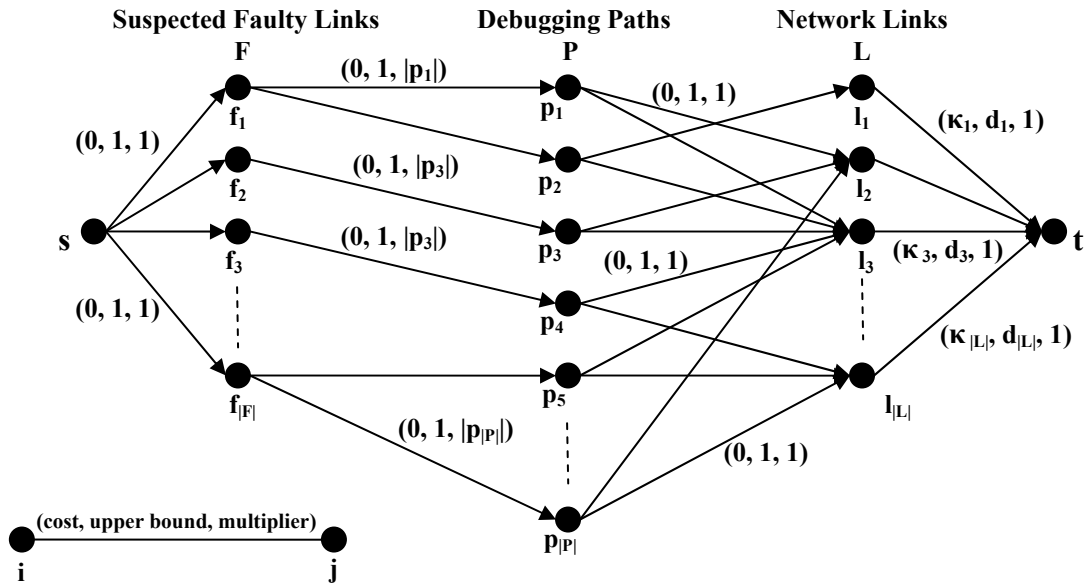 Suspected Faulty Links
Debugging Paths
Network Links
F
P
L
(0, 1, |p1|)
(0, 1, 1)
f1
p1
l1
(κ1, d1, 1)
(0, 1, 1)
(0, 1, |p3|)
f2
p2
l2
s
(0, 1, |p3|)
f3
p3
(0, 1, 1)
l3
(κ3, d3, 1)
t
(0, 1, 1)
p4
(κ|L|, d|L|, 1)
f|F|
p5
l|L|
(0, 1, |p|P||)
(0, 1, 1)
(cost, upper bound, multiplier)
p|P|
i
j